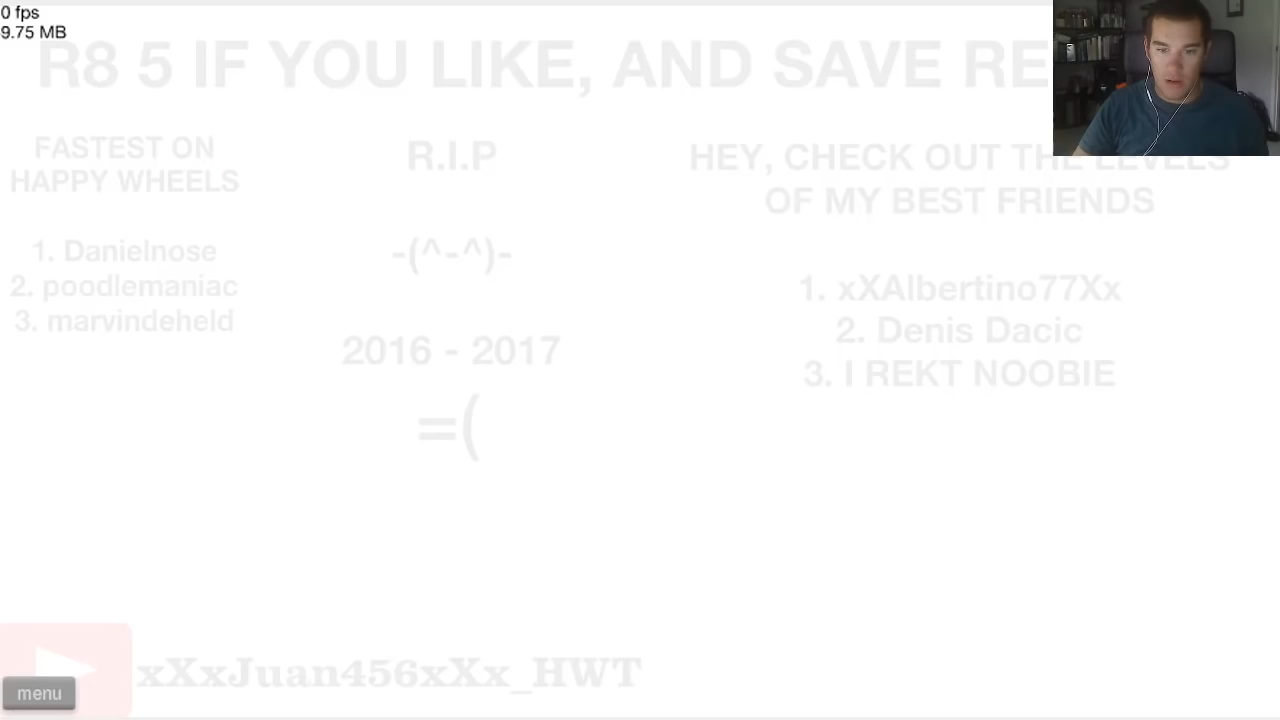 0 fps
9.75 MB
R8 5 IF YOU LIKE, AND SAVE RE
FASTEST ON
HAPPY WHEELS
1. Danielnose
2. poodlemaniac
3. marvindeheld
R.I.P
-(^-^)-
2016 - 2017
=(
HEY, CHECK OUT THE LEVELS
OF MY BEST FRIENDS
1. xXAlbertino77Xx
2. Denis Dacic
3. I REKT NOOBIE
xXxJuan456xXx_HWT
menu